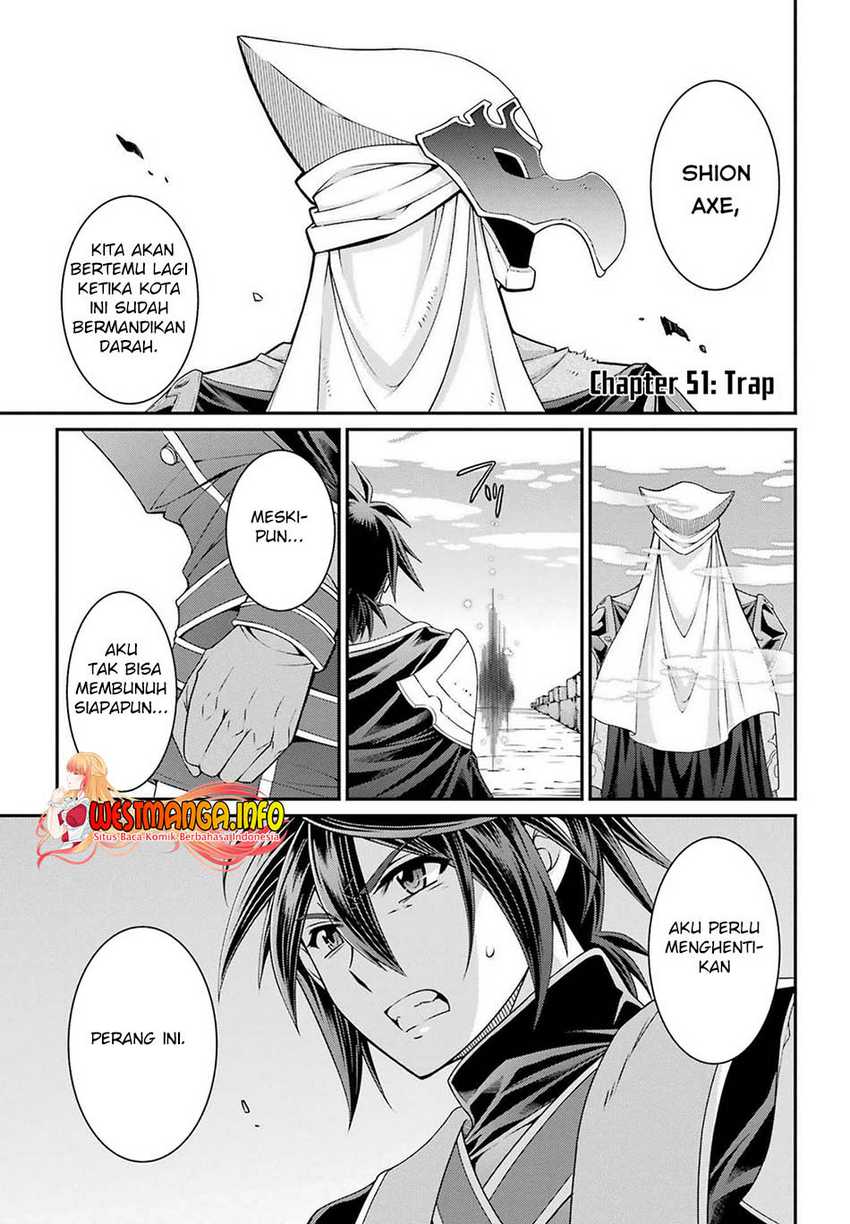 SHION
AXE,
KITA AKAN
BERTEMU LAGI
KETIKA KOTA
INI SUDAH
BERMANDIKAN
DARAH.
Chapter 51: Trap
MESKI-
PUN...
AKU
TAK BISA
MEMBUNUH
SIAPAPUN...
WESTMANGA.INFO
Situs Baca Komik Berbahasa Indonesia
AKU PERLU
MENGHENTI-
KAN
PERANG INI.